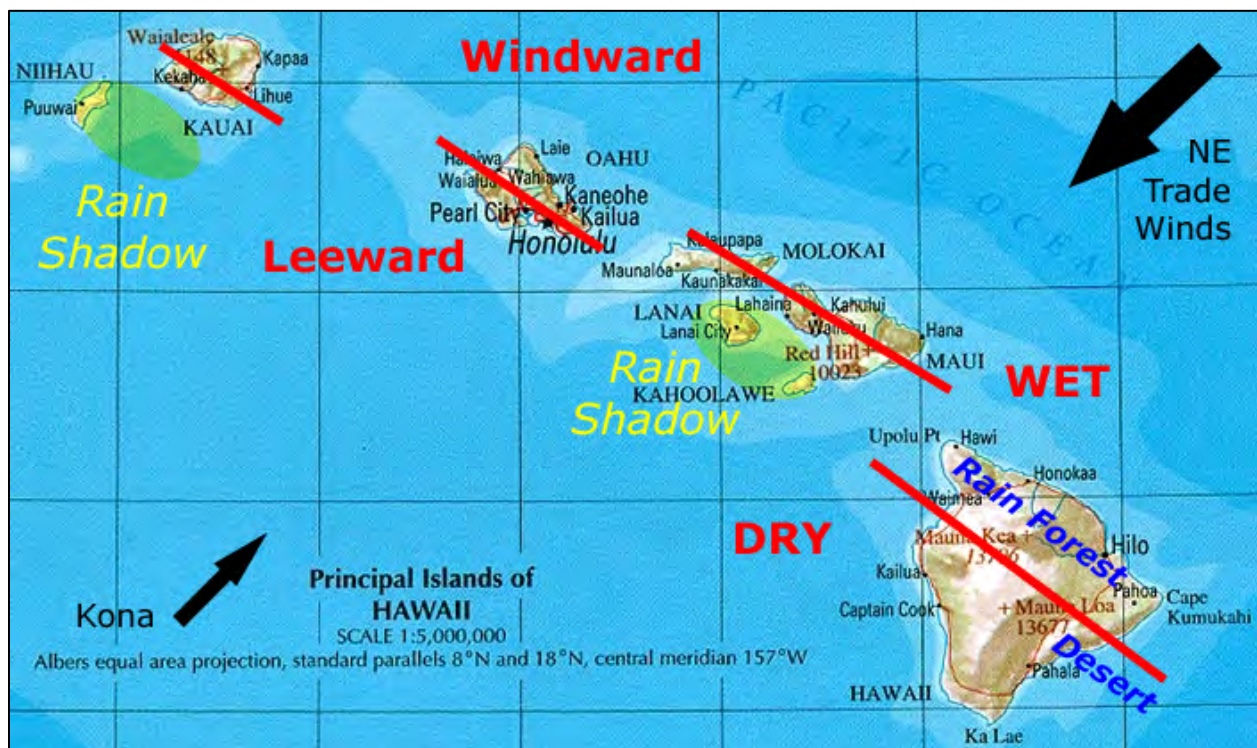 Windward
Waialeale
5148
Kapaa
NIIHAU
Kekaha
Lihue
Puuwai
KAUAI
Rain
Shadow
PACIFIC OCEAN
NE
Trade
Winds
Laie
OAHU
Haleiwa
Wahiawa
Waialua
Kaneohe
Pearl City
Kailua
Honolulu
Leeward
Kalaupapa
MOLOKAI
Maunaloa
Kaunakakai
Lahaina
Kahului
LANAI
Lanai City
Wailuku
Hana
Red Hill
10023
MAUI
Rain
Shadow
KAHOOLAWE
WET
Upolu Pt
Hawi
Honokaa
Rain Forest
Waimea
DRY
Mauna Kea
13796
Hilo
Kailua
Pahoa
Cape
Kumukahi
Captain Cook
Mauna Loa
13677
Desert
Pahala
HAWAII
Ka Lae
Kona
Principal Islands of
HAWAII
SCALE 1:5,000,000
Albers equal area projection, standard parallels 8°N and 18°N, central meridian 157°W